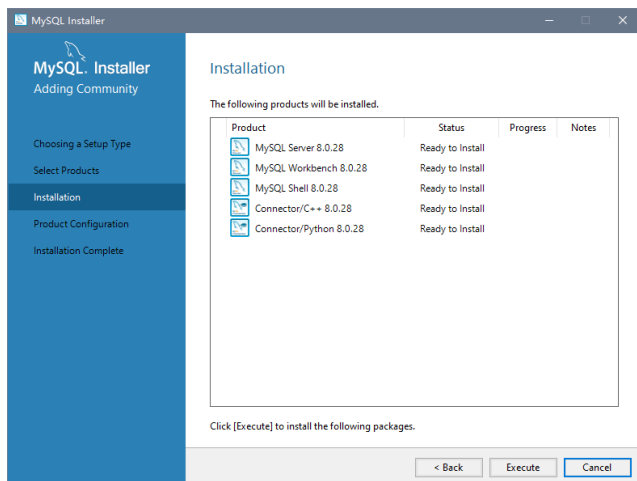 MySQL Installer
MySQL. Installer
Adding Community
Choosing a Setup Type
Select Products
Installation
Product Configuration
Installation Complete
Installation
The following products will be installed.
Product Status Progress Notes
MySQL Server 8.0.28 Ready to Install
MySQL Workbench 8.0.28 Ready to Install
MySQL Shell 8.0.28 Ready to Install
Connector/C++ 8.0.28 Ready to Install
Connector/Python 8.0.28 Ready to Install
Click [Execute] to install the following packages.
< Back Execute Cancel